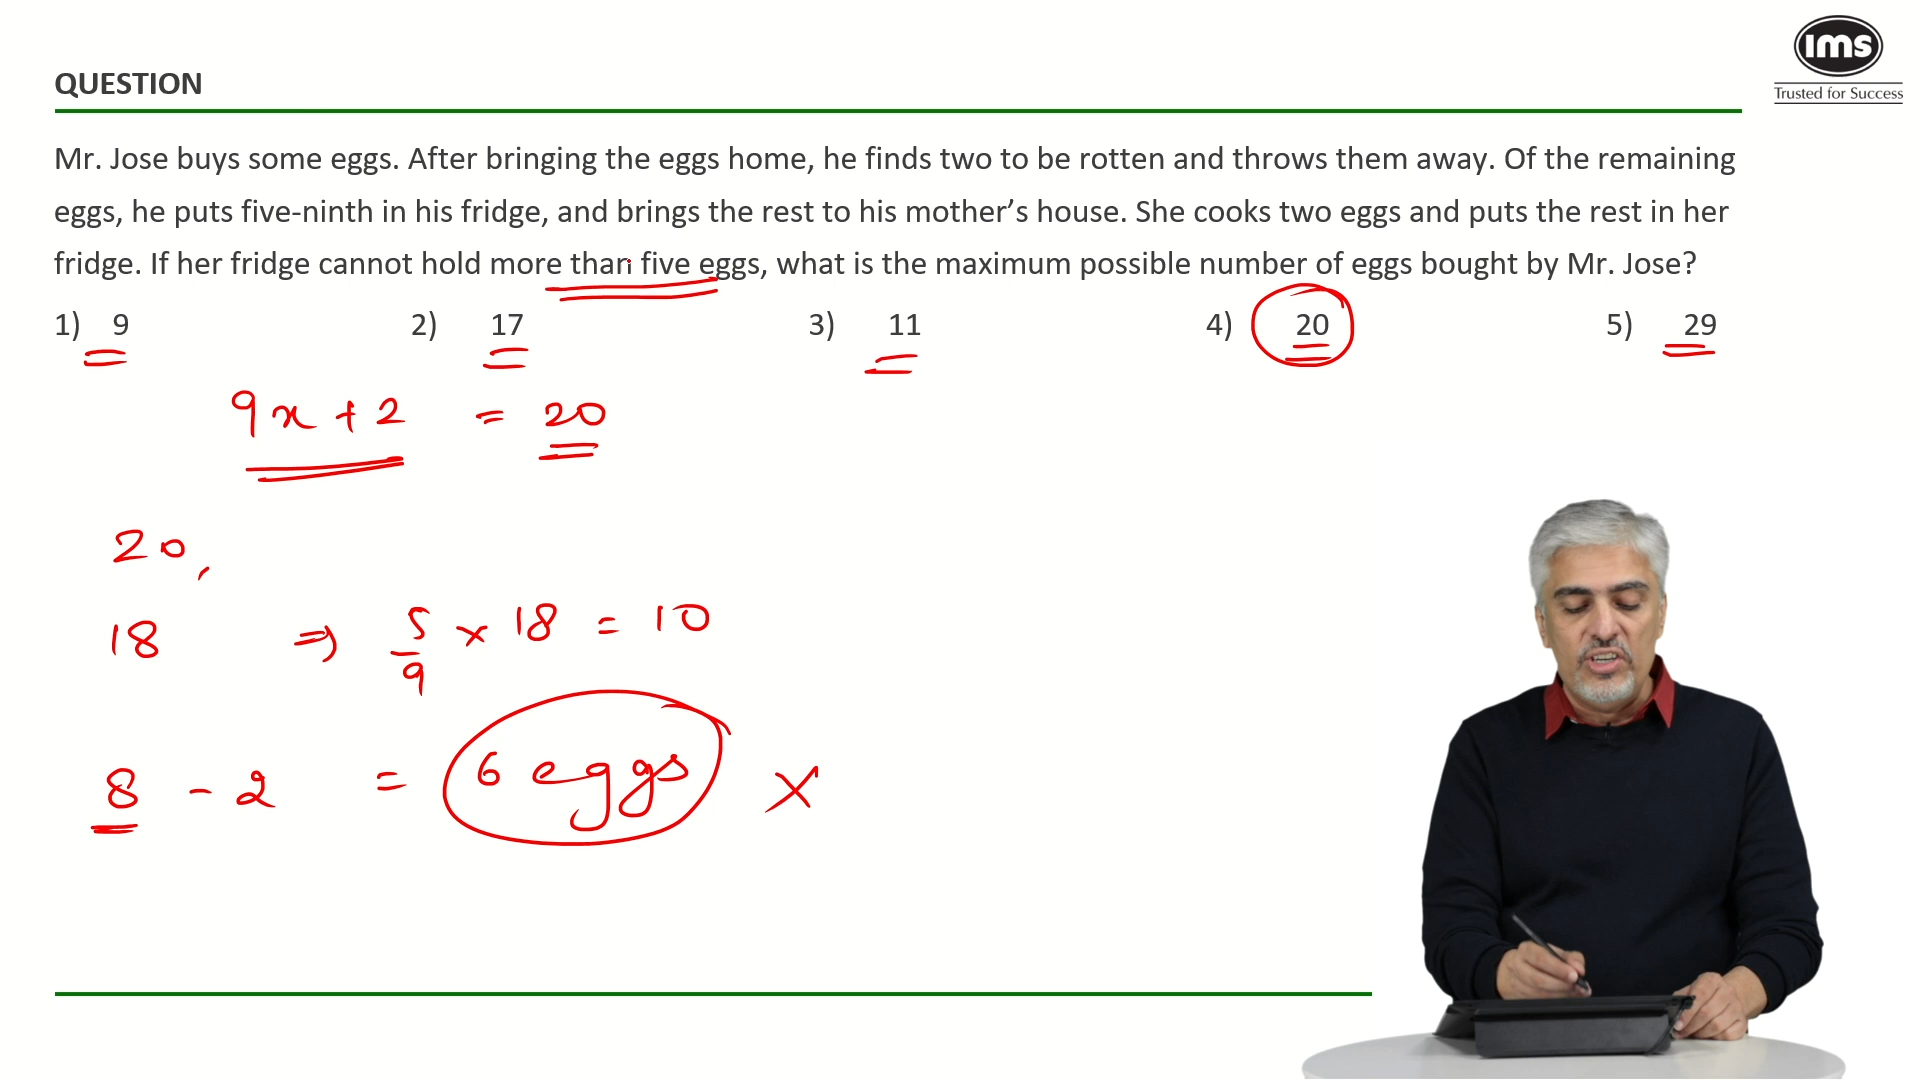 ims
Trusted for Success
QUESTION
Mr. Jose buys some eggs. After bringing the eggs home, he finds two to be rotten and throws them away. Of the remaining
eggs, he puts five-ninth in his fridge, and brings the rest to his mother's house. She cooks two eggs and puts the rest in her
fridge. If her fridge cannot hold more than five eggs, what is the maximum possible number of eggs bought by Mr. Jose?
1) 9 2) 17 3) 11 4) 20 5) 29
9x + 2 = 20
20,
18 ⇒ 5/9 × 18 = 10
8 - 2 = 6 eggs ×